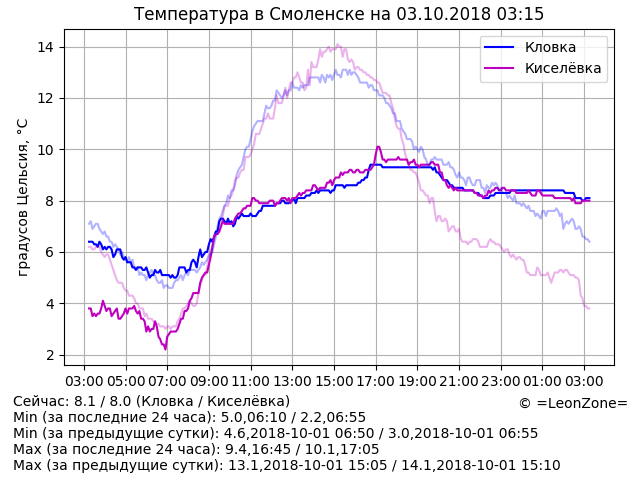 Температура в Смоленске на 03.10.2018 03:15
градусов Цельсия, °C
14
12
10
8
6
4
2
Кловка
Киселёвка
03:00 05:00 07:00 09:00 11:00 13:00 15:00 17:00 19:00 21:00 23:00 01:00 03:00
Сейчас: 8.1 / 8.0 (Кловка / Киселёвка)
© =LeonZone=
Min (за последние 24 часа): 5.0,06:10 / 2.2,06:55
Min (за предыдущие сутки): 4.6,2018-10-01 06:50 / 3.0,2018-10-01 06:55
Max (за последние 24 часа): 9.4,16:45 / 10.1,17:05
Max (за предыдущие сутки): 13.1,2018-10-01 15:05 / 14.1,2018-10-01 15:10